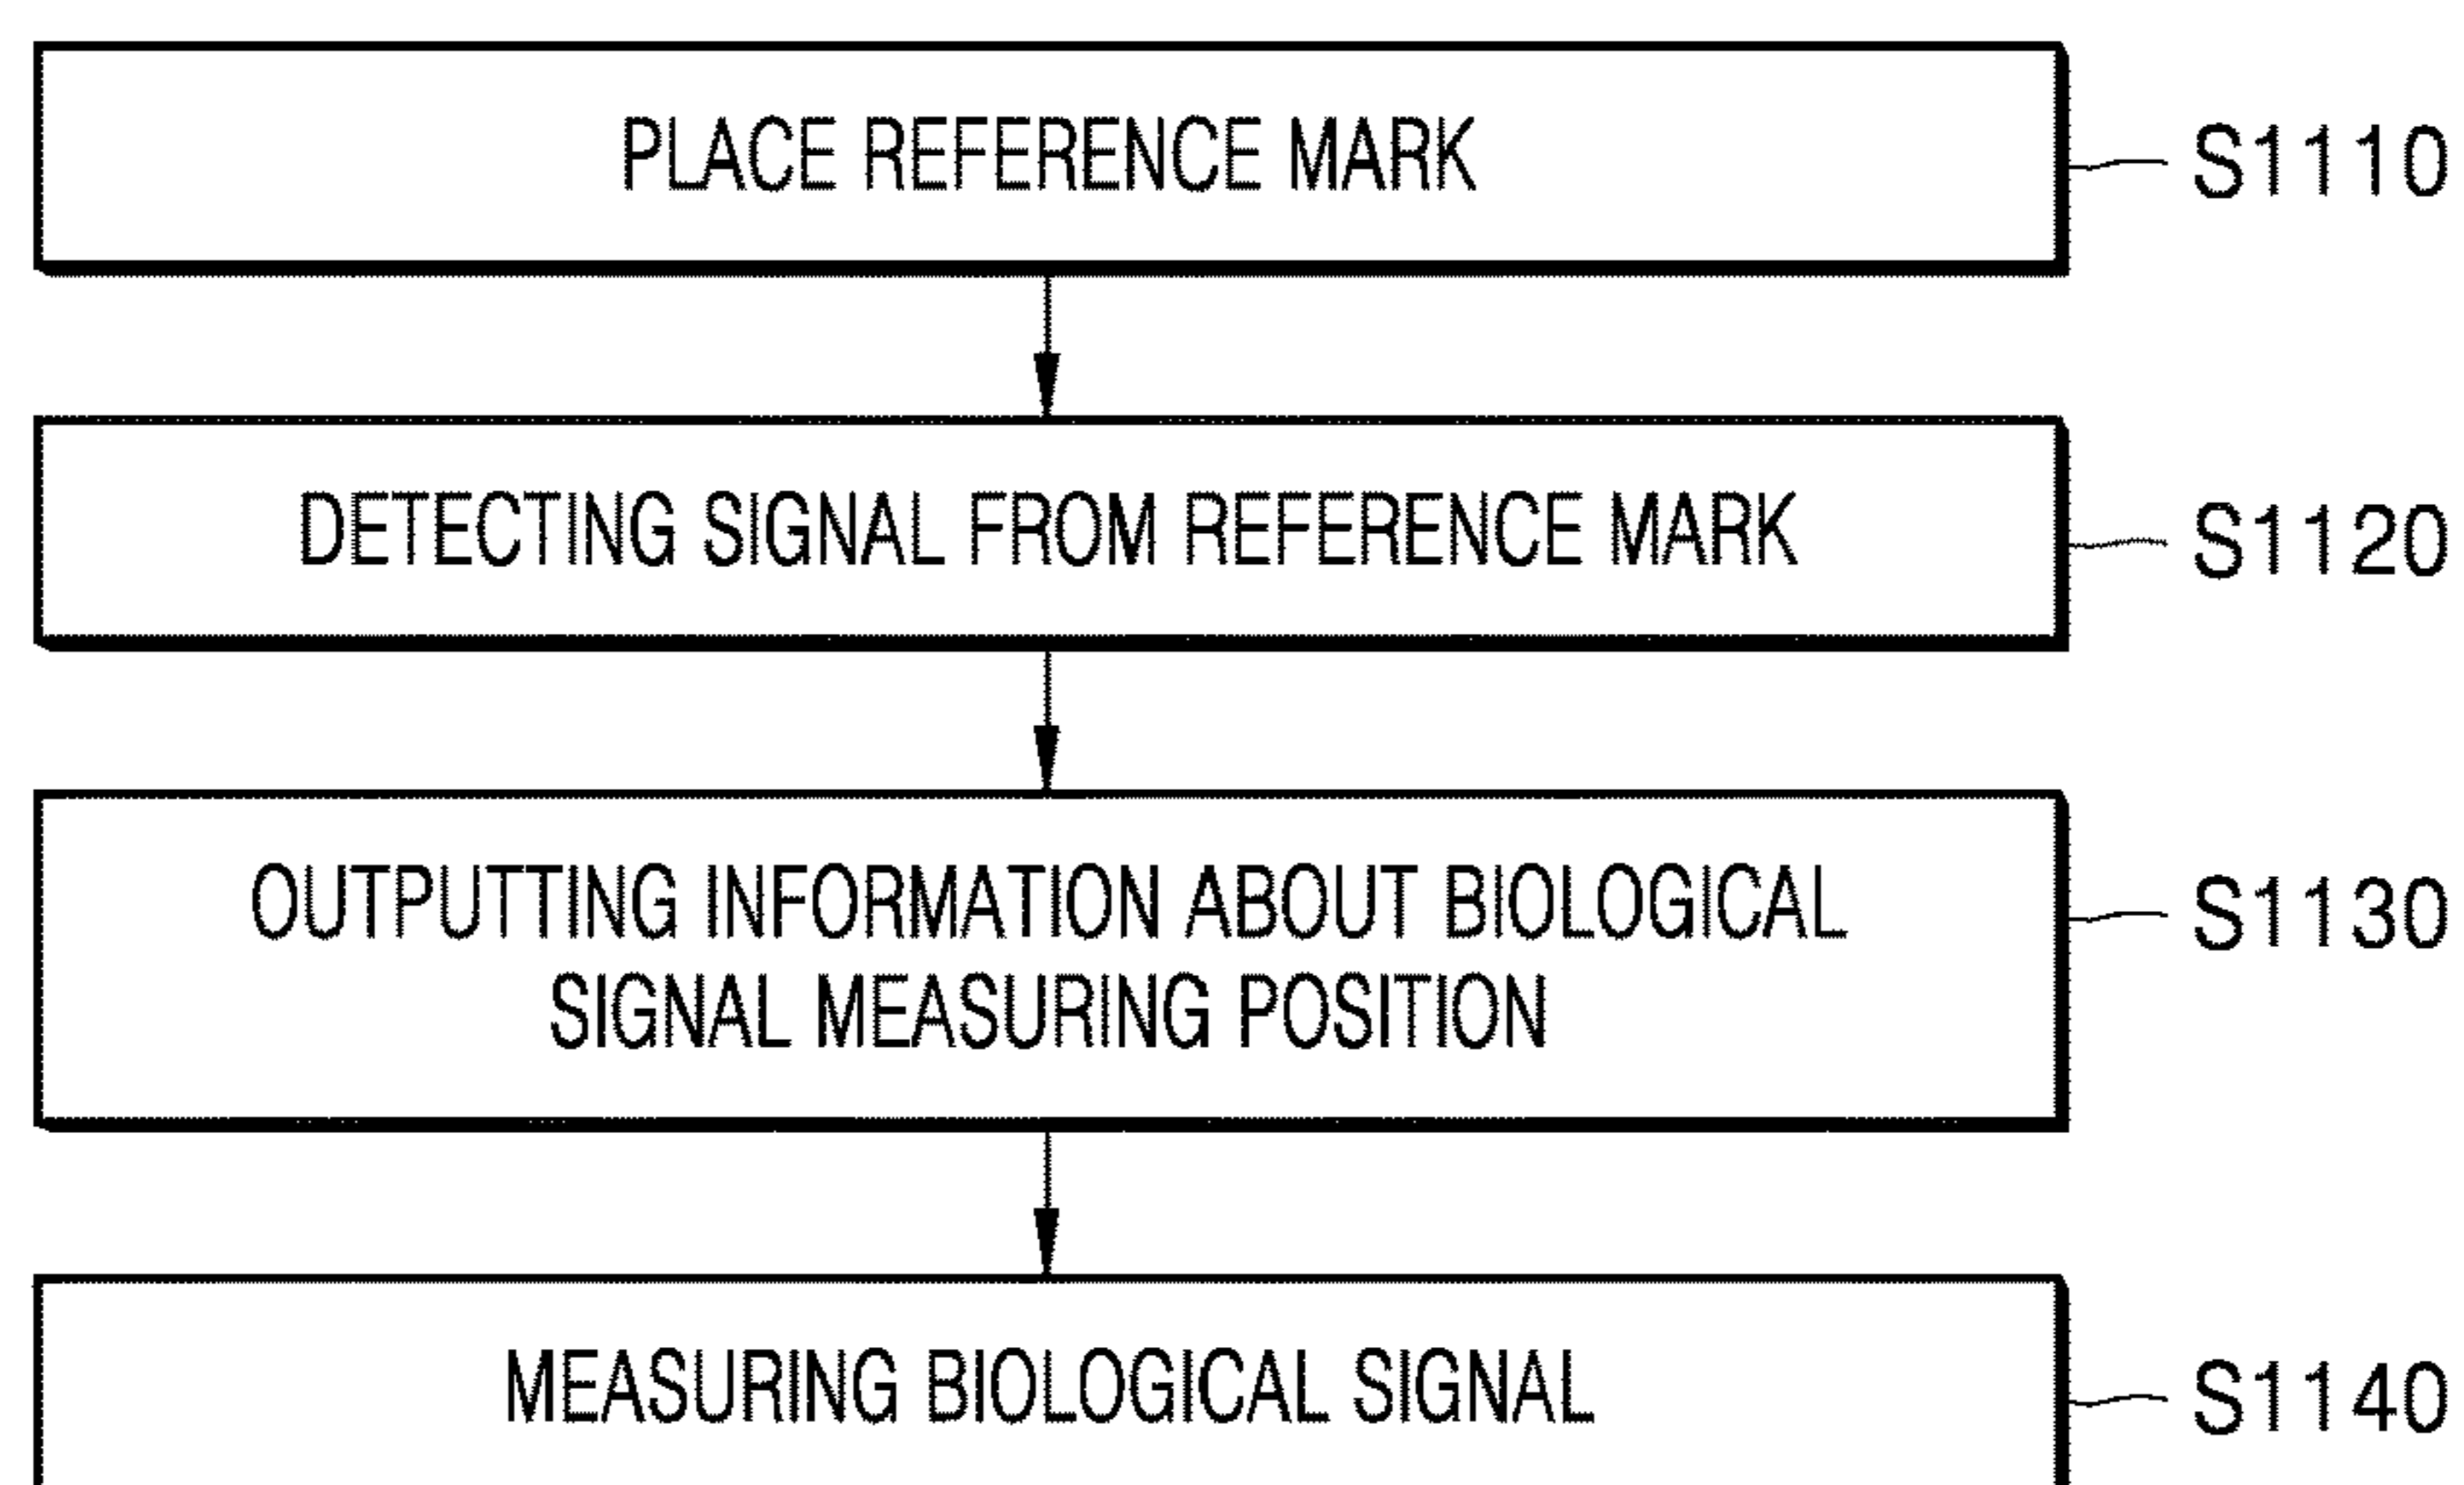 PLACE REFERENCE MARK
S1110
DETECTING SIGNAL FROM REFERENCE MARK
S1120
OUTPUTTING INFORMATION ABOUT BIOLOGICAL
SIGNAL MEASURING POSITION
S1130
MEASURING BIOLOGICAL SIGNAL
S1140